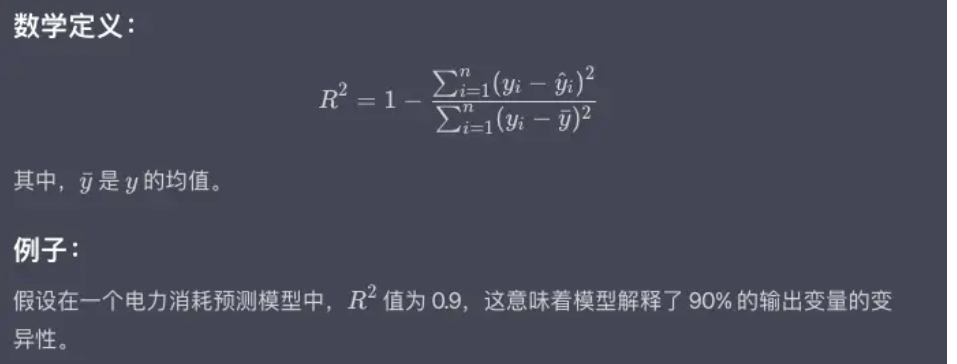 数学定义：
R² = 1 − \frac{\sum_{i=1}^{n}(y_i − \hat{y}_i)^2}{\sum_{i=1}^{n}(y_i − \bar{y})^2}
其中，ȳ 是 y 的均值。
例子：
假设在一个电力消耗预测模型中，R² 值为 0.9，这意味着模型解释了 90% 的输出变量的变
异性。